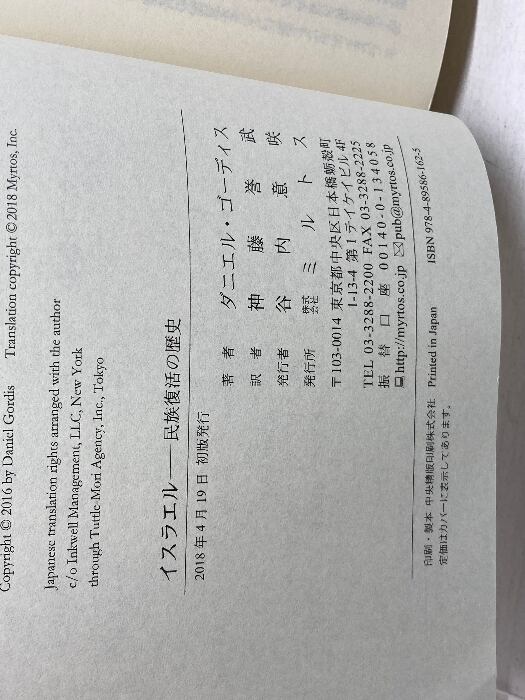 Copyright © 2016 by Daniel Gordis Translation copyright ©2018 Myrtos, Inc.
Japanese translation rights arranged with the author
c/o Inkwell Management, LLC, New York
through Tuttle-Mori Agency, Inc., Tokyo
イスラエル——民族復活の歴史
2018年4月19日 初版発行
著者 ダニエル・ゴーディス
訳者 神藤誉武
発行者 谷内意咲
発行所 株式会社 ミルトス
〒103-0014 東京都中央区日本橋蛎殻町
1-13-4 第1テイケイビル4F
TEL 03-3288-2200 FAX 03-3288-2225
振替口座 00140-0-134058
http://myrtos.co.jp pub@myrtos.co.jp
印刷・製本 中央精版印刷株式会社 Printed in Japan ISBN 978-4-89586-162-5
定価はカバーに表示してあります。